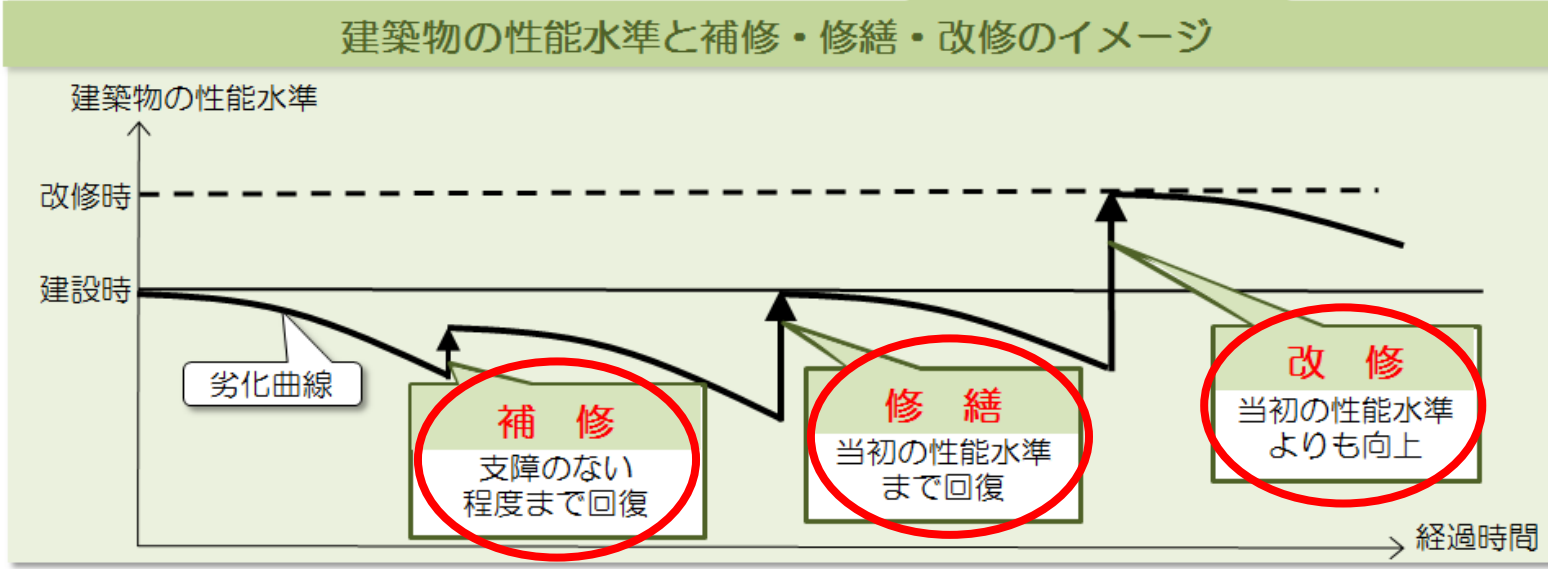 建築物の性能水準と補修・修繕・改修のイメージ
建築物の性能水準
改修時
建設時
劣化曲線
補　修
支障のない
程度まで回復
修　繕
当初の性能水準
まで回復
改　修
当初の性能水準
よりも向上
経過時間